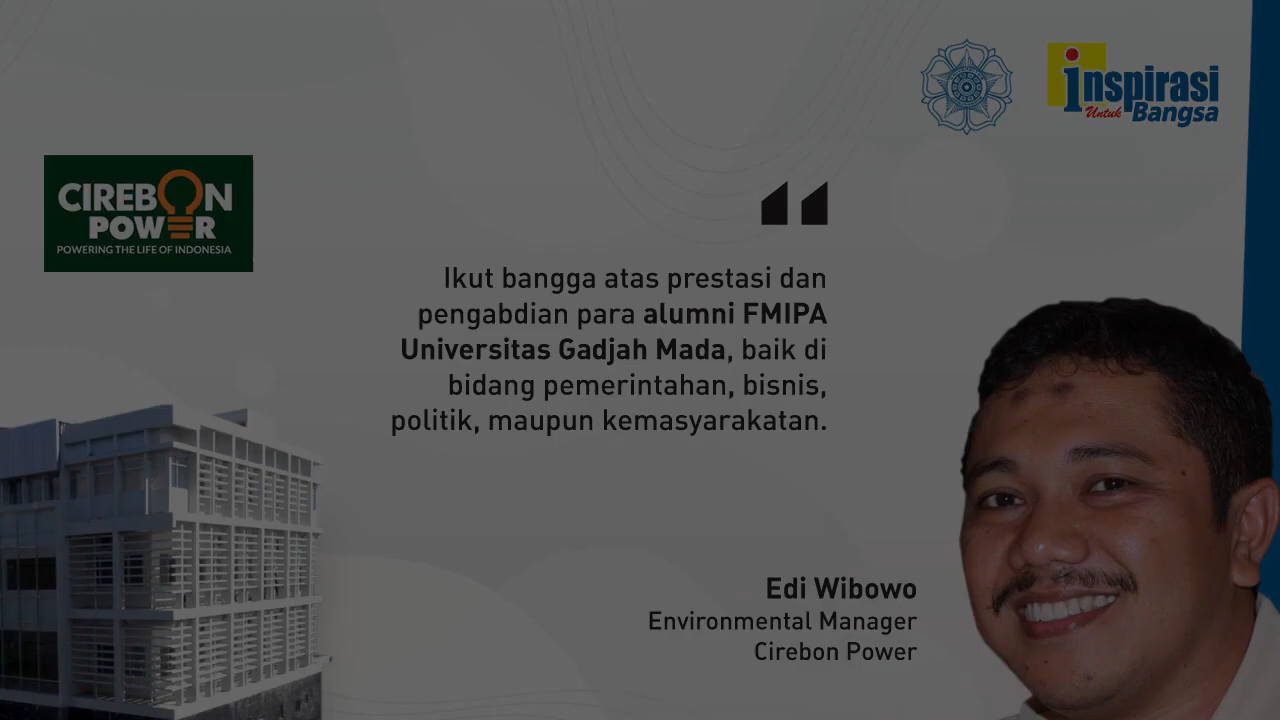 inspirasi
Untuk Bangsa
CIREBON
POWER
POWERING THE LIFE OF INDONESIA
Ikut bangga atas prestasi dan
pengabdian para alumni FMIPA
Universitas Gadjah Mada, baik di
bidang pemerintahan, bisnis,
politik, maupun kemasyarakatan.
Edi Wibowo
Environmental Manager
Cirebon Power